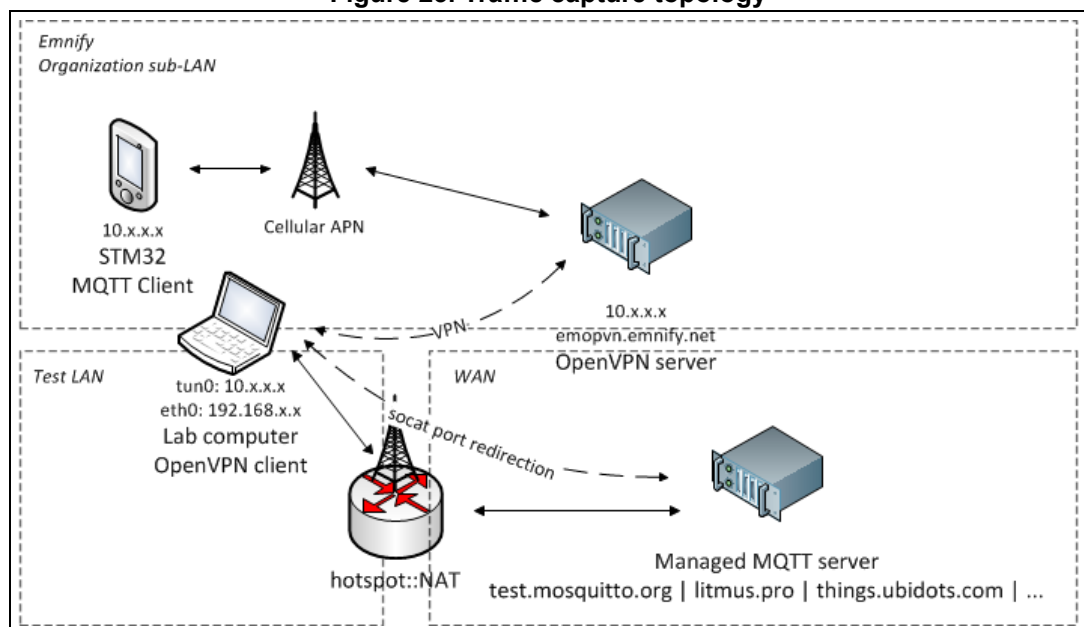 Figure 28. Traffic capture topology
Emnify
Organization sub-LAN
10.x.x.x
STM32
MQTT Client
Cellular APN
10.x.x.x
emopvn.emnify.net
OpenVPN server
VPN
Test LAN
tun0: 10.x.x.x
eth0: 192.168.x.x
Lab computer
OpenVPN client
WAN
socat port redirection
hotspot::NAT
Managed MQTT server
test.mosquitto.org | litmus.pro | things.ubidots.com | ...